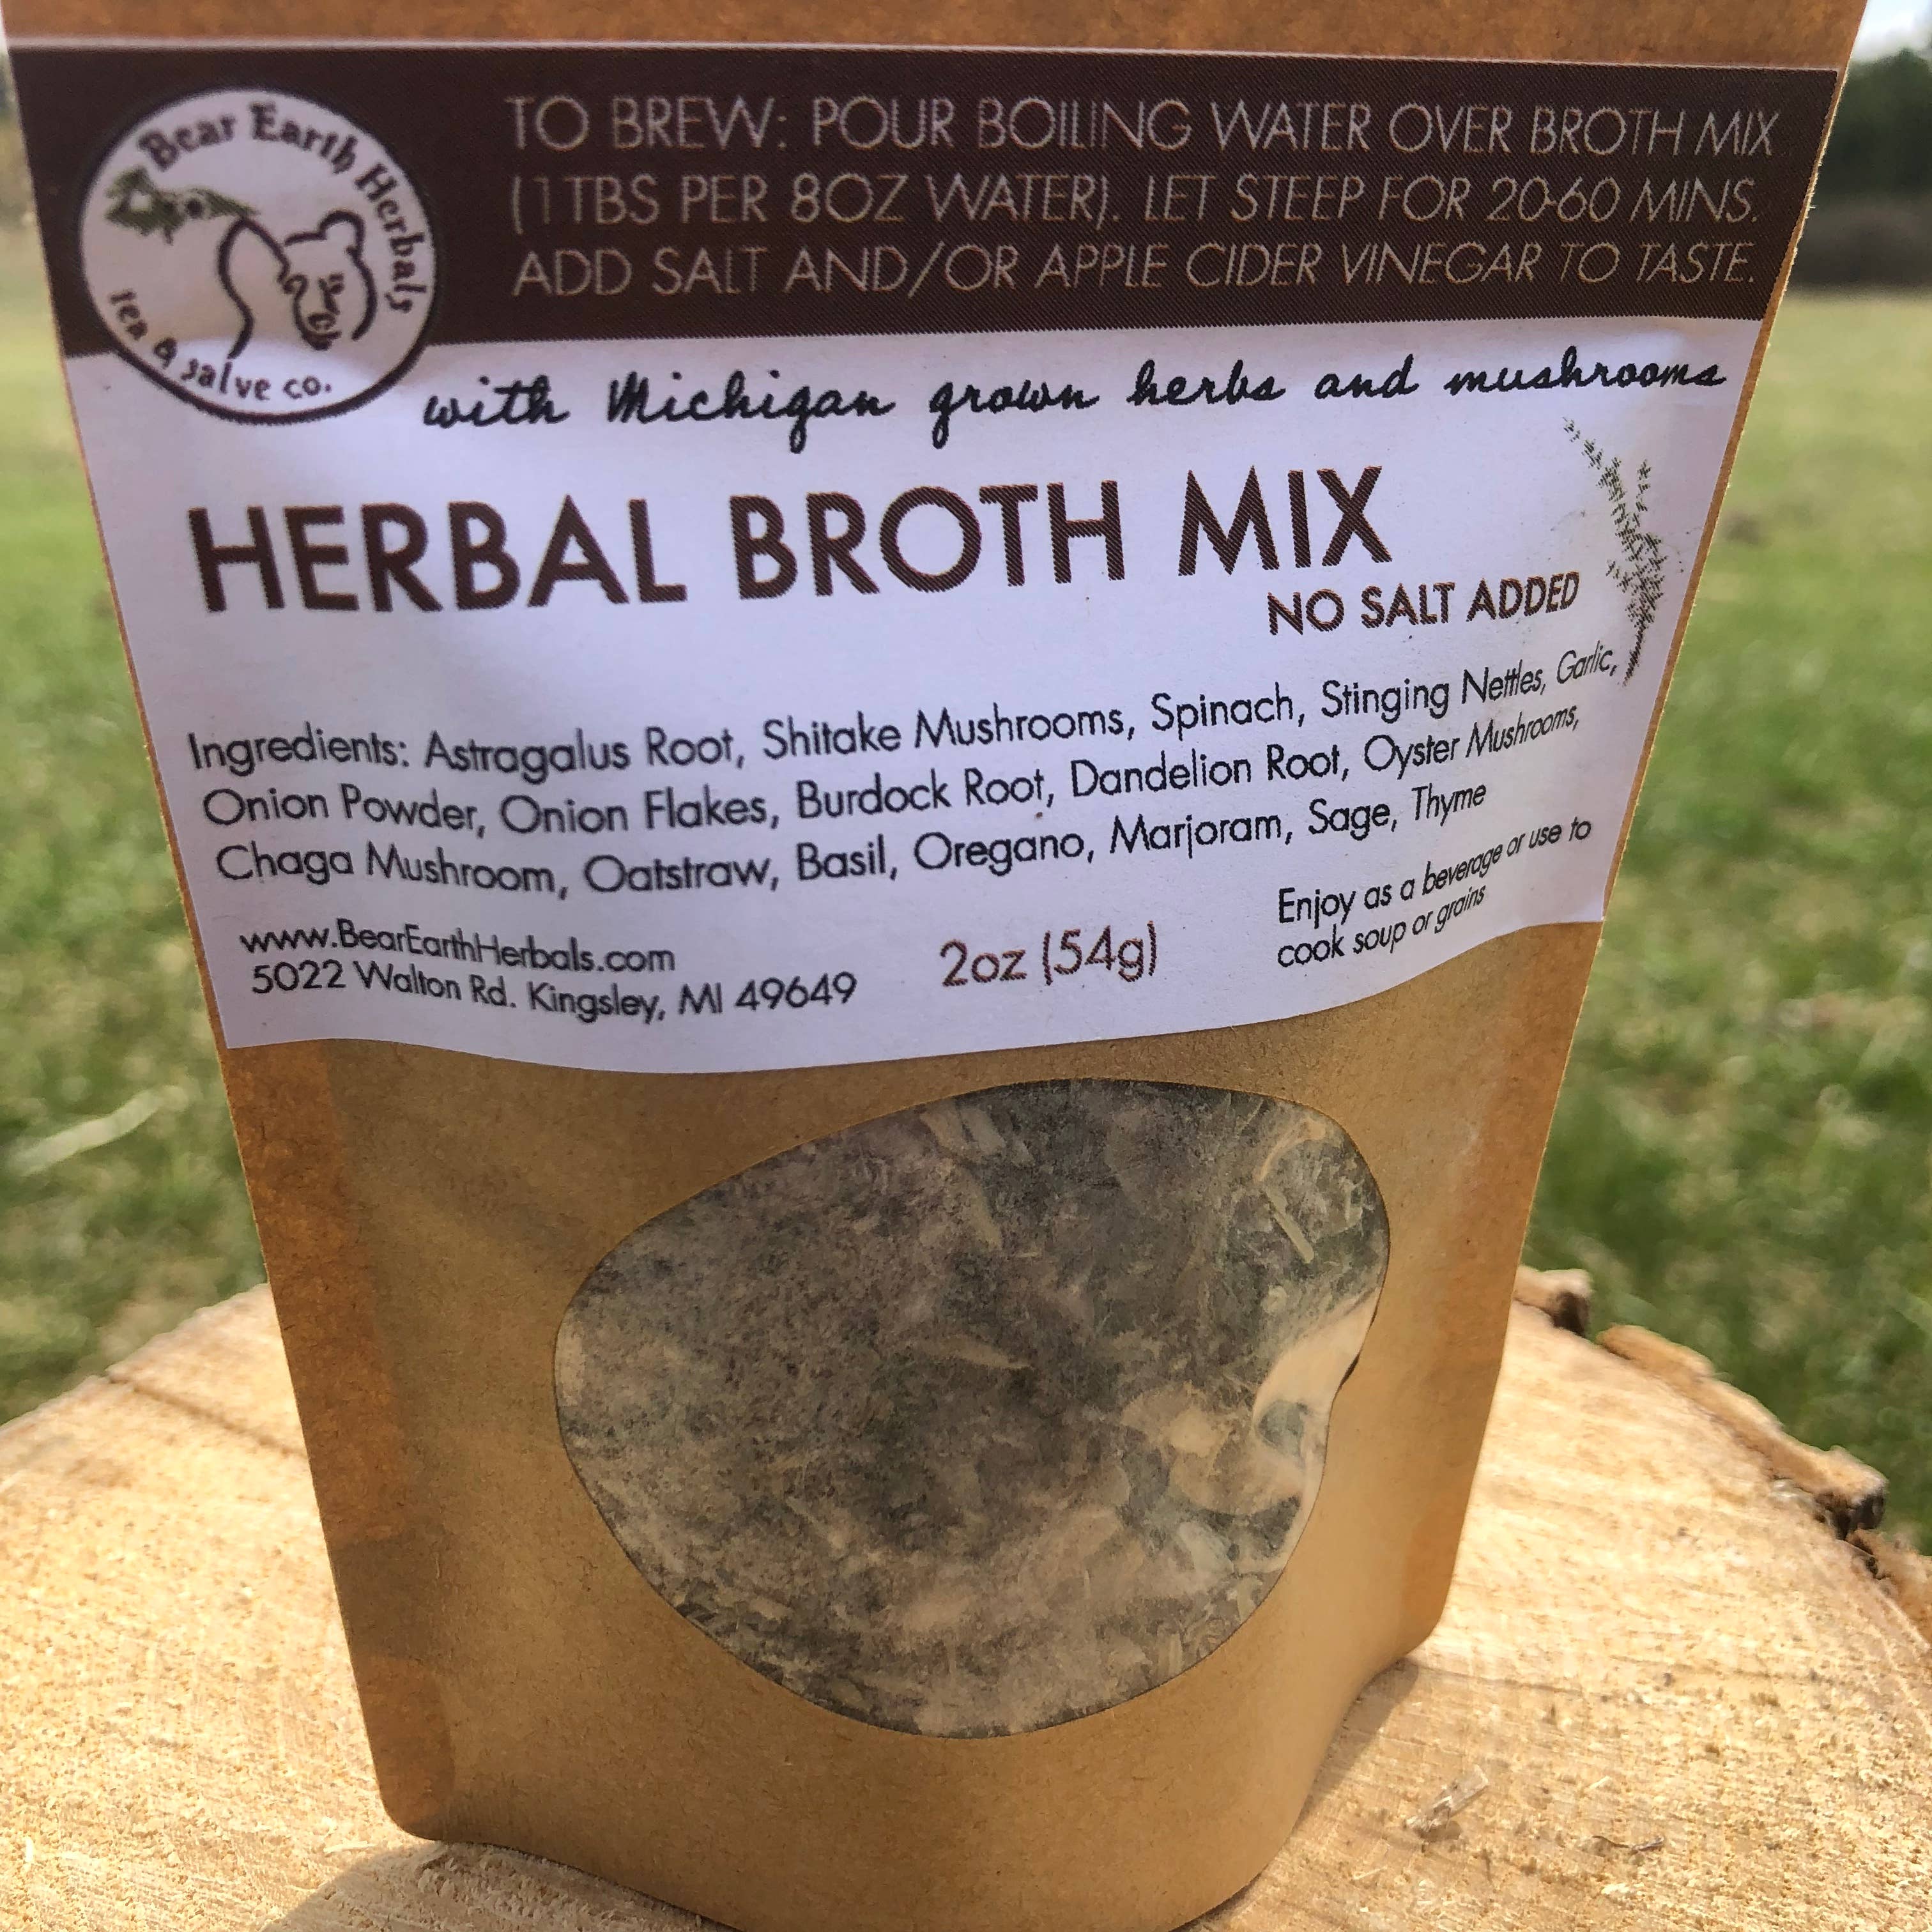 Bear Earth Herbals
tea & salve co.
TO BREW: POUR BOILING WATER OVER BROTH MIX
(1TBS PER 8OZ WATER). LET STEEP FOR 20-60 MINS.
ADD SALT AND/OR APPLE CIDER VINEGAR TO TASTE.
with Michigan grown herbs and mushrooms
HERBAL BROTH MIX
NO SALT ADDED
Ingredients: Astragalus Root, Shitake Mushrooms, Spinach, Stinging Nettles, Garlic,
Onion Powder, Onion Flakes, Burdock Root, Dandelion Root, Oyster Mushrooms,
Chaga Mushroom, Oatstraw, Basil, Oregano, Marjoram, Sage, Thyme
www.BearEarthHerbals.com
5022 Walton Rd. Kingsley, MI 49649
2oz (54g)
Enjoy as a beverage or use to
cook soup or grains